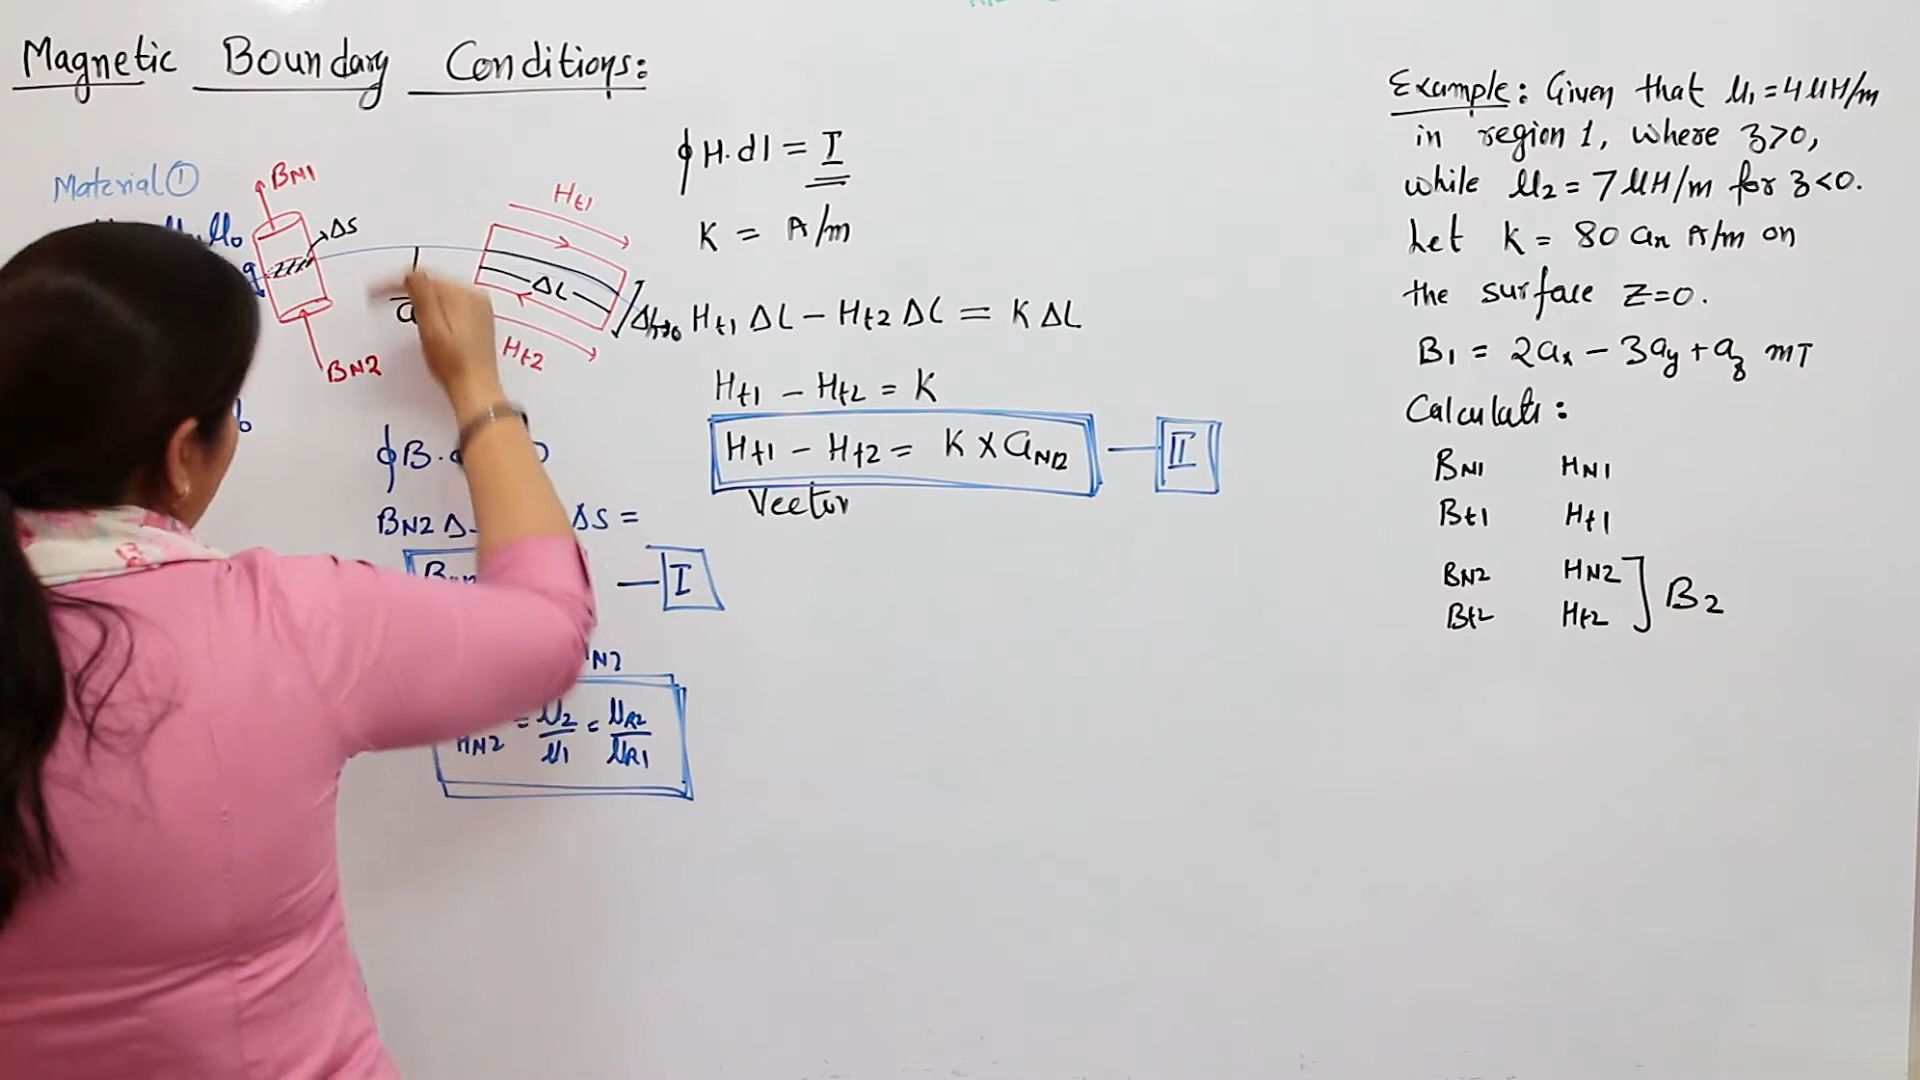 Magnetic Boundary Conditions:
Material ①
BN1
ΔS
BN2
Ht1
ΔL
Ht2
∮H.dl = I
K = A/m
Ht1 ΔL - Ht2 ΔL = K ΔL
Ht1 - Ht2 = K
Ht1 - Ht2 = K X aN12 — II
Vector
∮B.
BN2 Δ ΔS =
— I
N2
HN2 = μ2/μ1 = μR2/μR1
Example: Given that μ1 = 4 μH/m
in region 1, where z>0,
while μ2 = 7 μH/m for z<0.
Let K = 80 ax A/m on
the surface Z=0.
B1 = 2ax - 3ay + az mT
Calculate:
BN1 HN1
Bt1 Ht1
BN2 HN2
Bt2 Ht2 ] B2